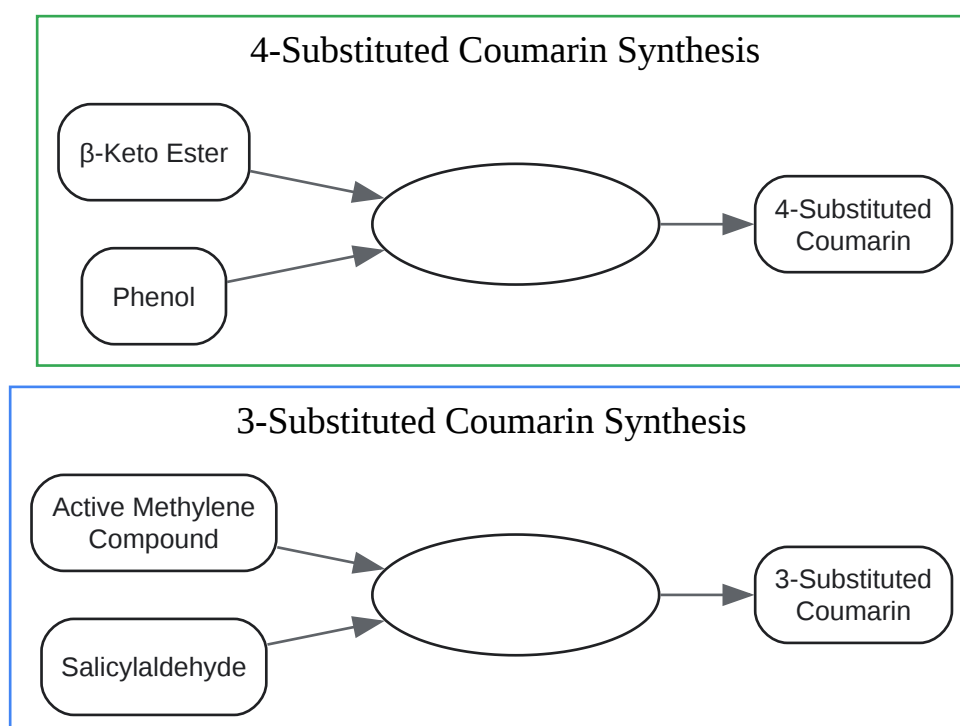 4-Substituted Coumarin Synthesis
β-Keto Ester
Phenol
4-Substituted
Coumarin
3-Substituted Coumarin Synthesis
Active Methylene
Compound
Salicylaldehyde
3-Substituted
Coumarin